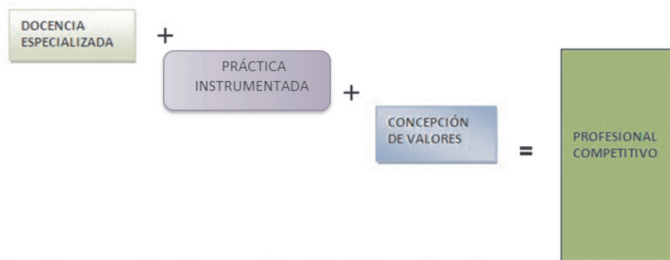 DOCENCIA
ESPECIALIZADA
+
PRÁCTICA
INSTRUMENTADA
+
CONCEPCIÓN
DE VALORES
=
PROFESIONAL
COMPETITIVO